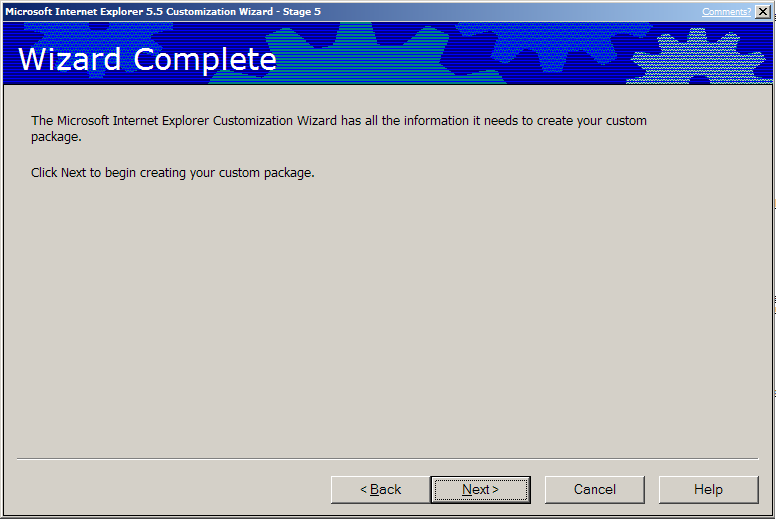 Microsoft Internet Explorer 5.5 Customization Wizard - Stage 5
Comments?
Wizard Complete
The Microsoft Internet Explorer Customization Wizard has all the information it needs to create your custom
package.
Click Next to begin creating your custom package.
< Back
Next >
Cancel
Help